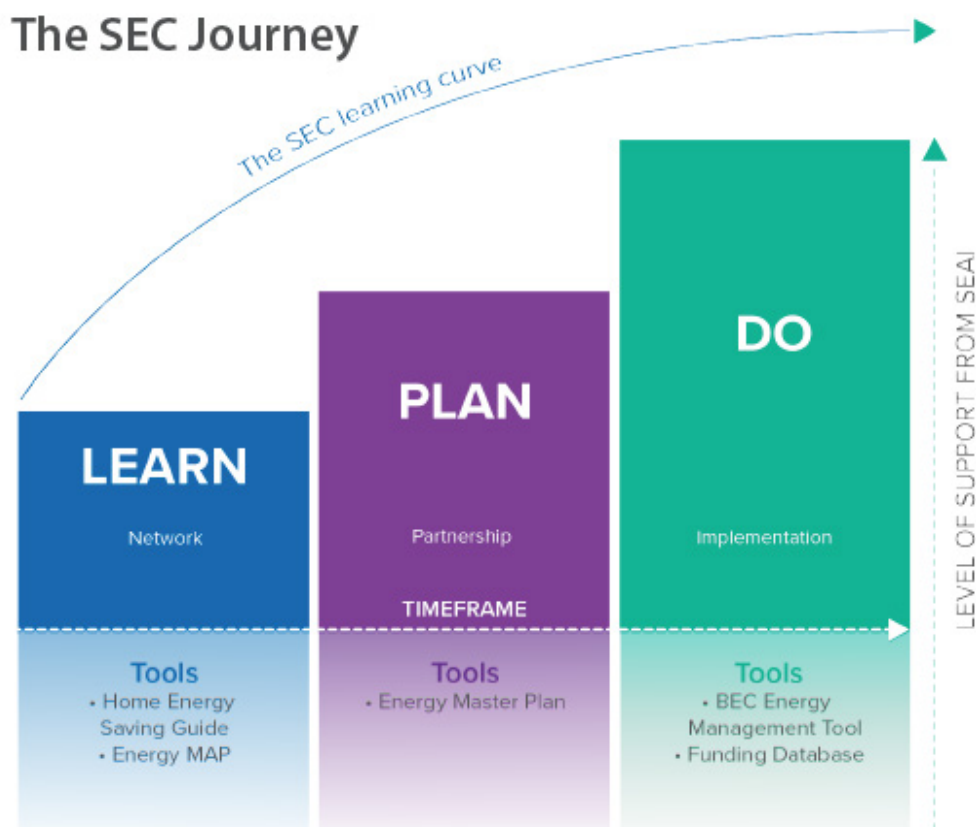 The SEC Journey
The SEC learning curve
LEARN
Network
PLAN
Partnership
DO
Implementation
TIMEFRAME
LEVEL OF SUPPORT FROM SEAI
Tools
• Home Energy
Saving Guide
• Energy MAP
Tools
• Energy Master Plan
Tools
• BEC Energy
Management Tool
• Funding Database